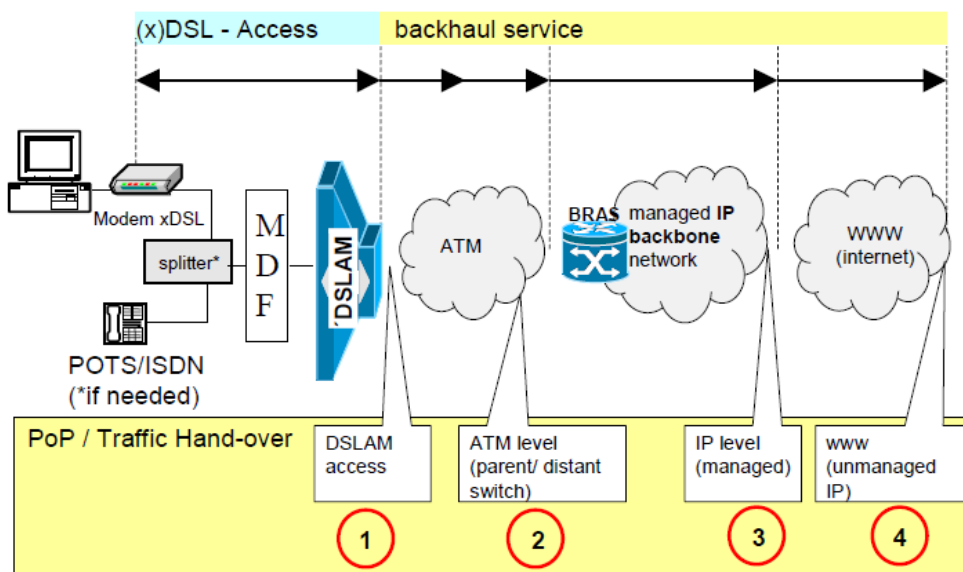 (x)DSL - Access
backhaul service
Modem xDSL
splitter*
POTS/ISDN
(*if needed)
M
D
F
´DSLAM
ATM
BRAS
managed IP
backbone
network
WWW
(internet)
PoP / Traffic Hand-over
DSLAM
access
ATM level
(parent/ distant
switch)
IP level
(managed)
www
(unmanaged
IP)
1
2
3
4